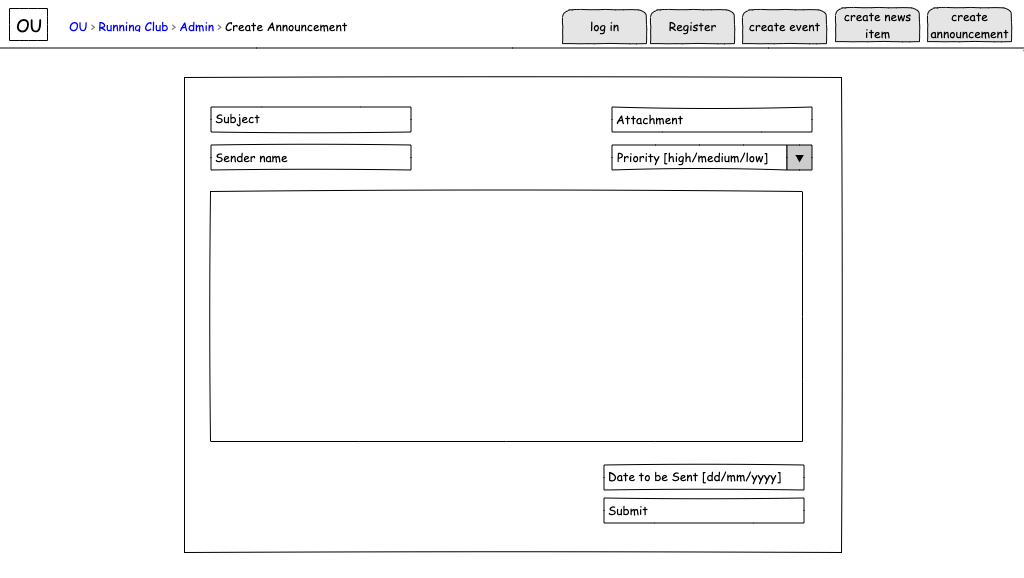 OU
OU > Running Club > Admin > Create Announcement
log in
Register
create event
create news
item
create
announcement
Subject
Attachment
Sender name
Priority [high/medium/low]
Date to be Sent [dd/mm/yyyy]
Submit